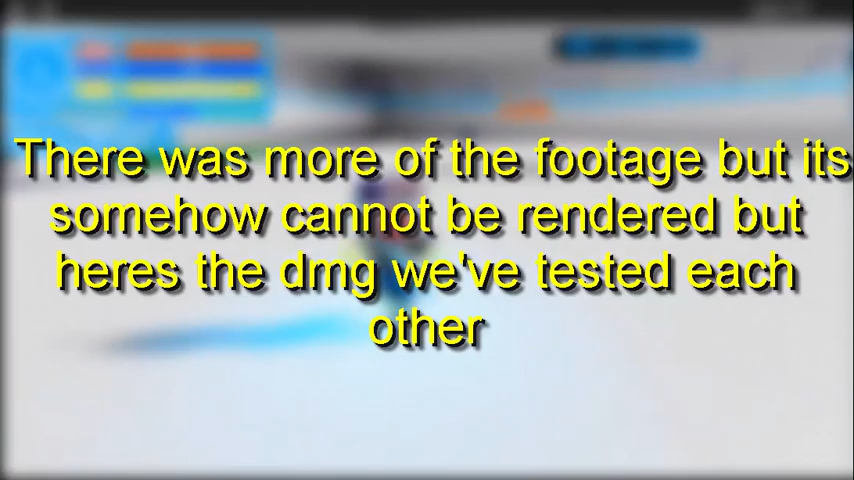 There was more of the footage but its
somehow cannot be rendered but
heres the dmg we've tested each
other